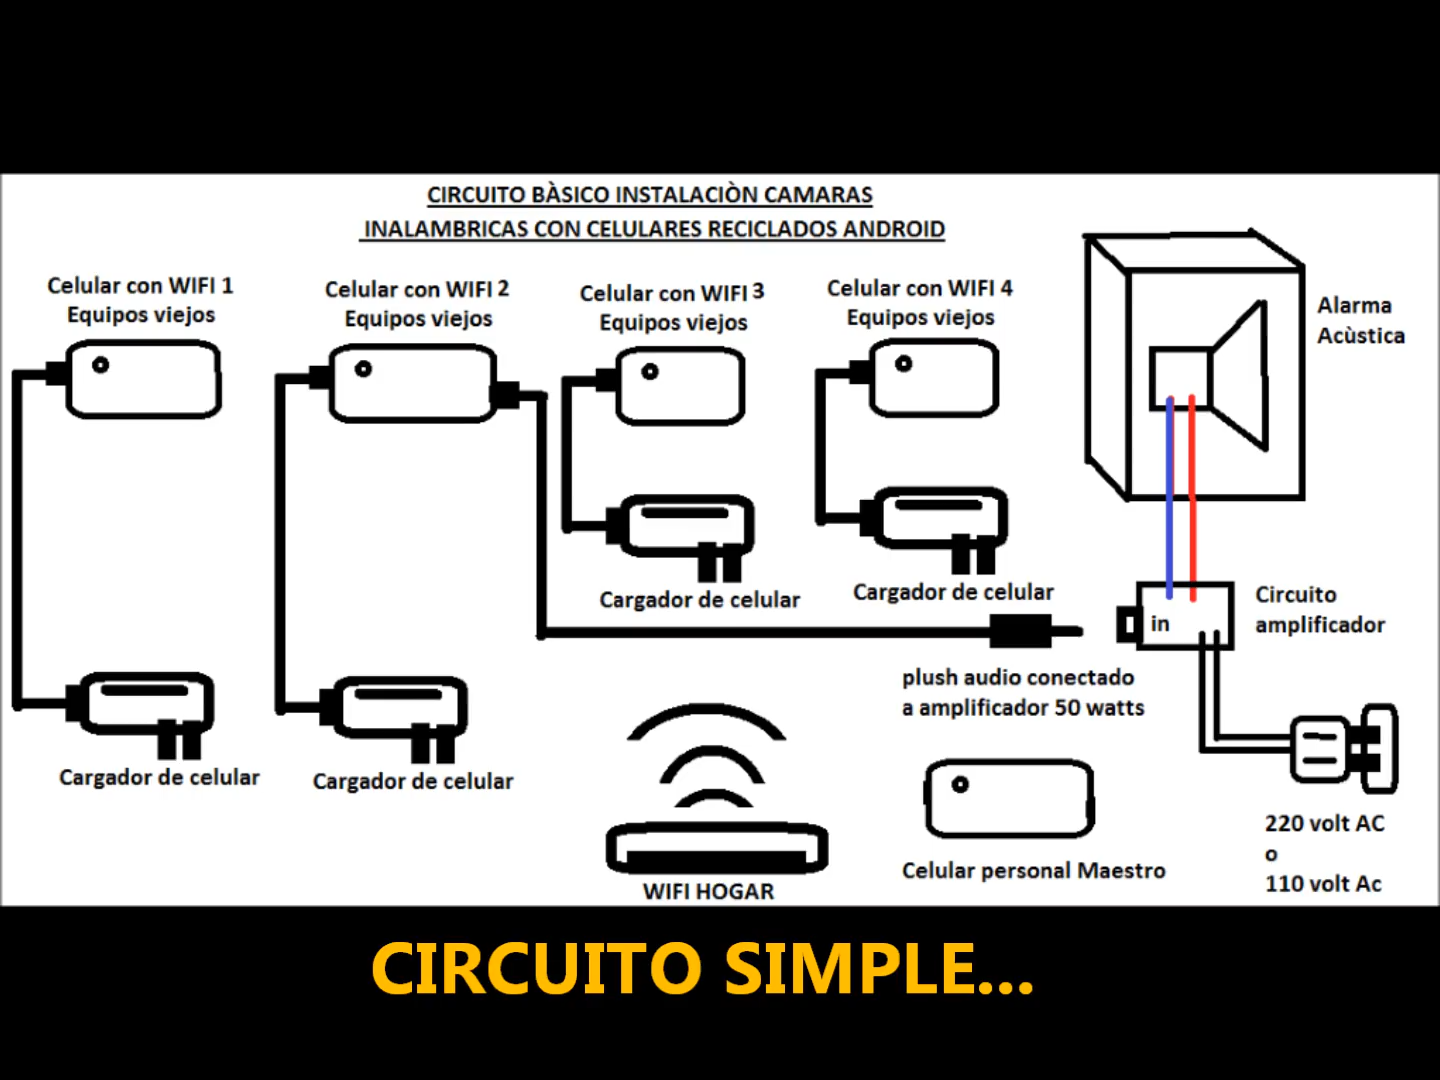 CIRCUITO BÀSICO INSTALACIÒN CAMARAS
INALAMBRICAS CON CELULARES RECICLADOS ANDROID
Celular con WIFI 1
Equipos viejos
Celular con WIFI 2
Equipos viejos
Celular con WIFI 3
Equipos viejos
Celular con WIFI 4
Equipos viejos
Alarma
Acùstica
Cargador de celular
Cargador de celular
in
Circuito
amplificador
plush audio conectado
a amplificador 50 watts
Cargador de celular
Cargador de celular
WIFI HOGAR
Celular personal Maestro
220 volt AC
o
110 volt Ac
CIRCUITO SIMPLE...